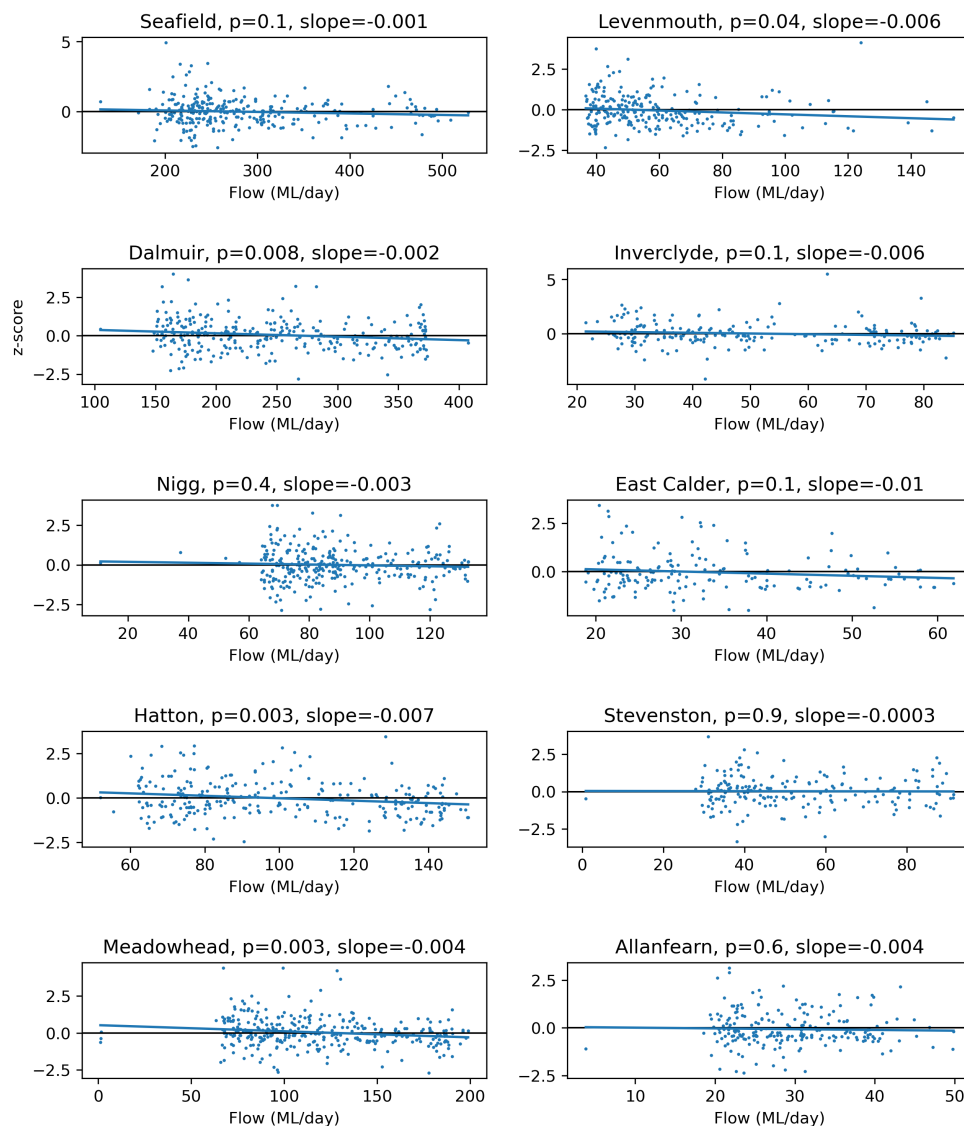 Seafield, p=0.1, slope=-0.001
5
0
200 300 400 500
Flow (ML/day)
Levenmouth, p=0.04, slope=-0.006
2.5
0.0
−2.5
40 60 80 100 120 140
Flow (ML/day)
Dalmuir, p=0.008, slope=-0.002
z-score
2.5
0.0
−2.5
100 150 200 250 300 350 400
Flow (ML/day)
Inverclyde, p=0.1, slope=-0.006
5
0
20 30 40 50 60 70 80
Flow (ML/day)
Nigg, p=0.4, slope=-0.003
2.5
0.0
−2.5
20 40 60 80 100 120
Flow (ML/day)
East Calder, p=0.1, slope=-0.01
2.5
0.0
20 30 40 50 60
Flow (ML/day)
Hatton, p=0.003, slope=-0.007
2.5
0.0
−2.5
60 80 100 120 140
Flow (ML/day)
Stevenston, p=0.9, slope=-0.0003
2.5
0.0
−2.5
0 20 40 60 80
Flow (ML/day)
Meadowhead, p=0.003, slope=-0.004
2.5
0.0
−2.5
0 50 100 150 200
Flow (ML/day)
Allanfearn, p=0.6, slope=-0.004
2.5
0.0
−2.5
10 20 30 40 50
Flow (ML/day)